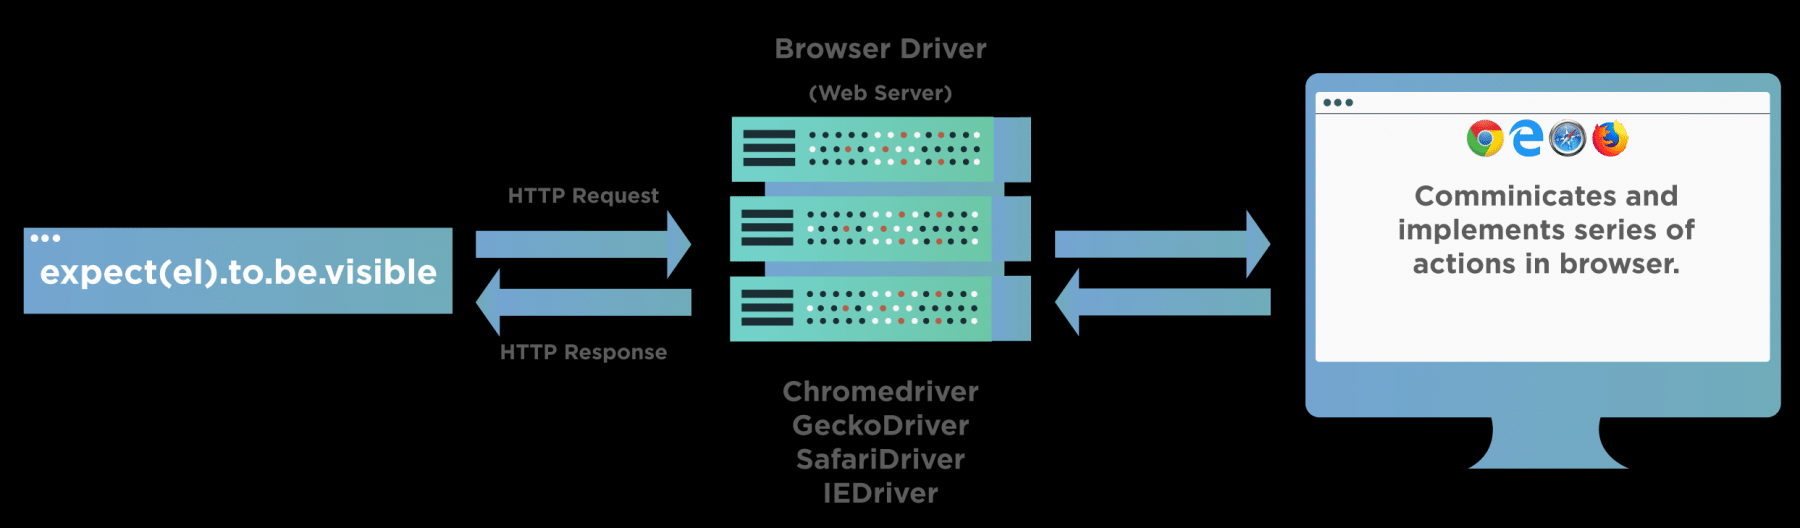 Browser Driver
(Web Server)
HTTP Request
expect(el).to.be.visible
HTTP Response
Chromedriver
GeckoDriver
SafariDriver
IEDriver
Comminicates and
implements series of
actions in browser.